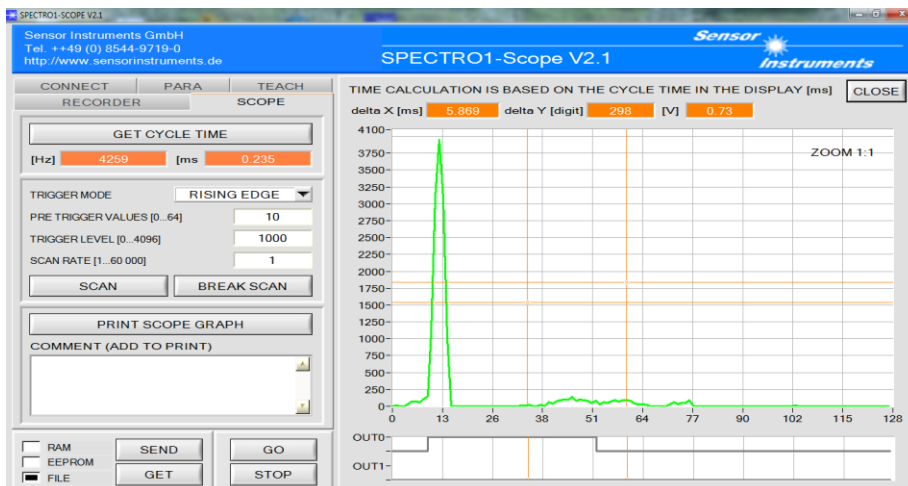 SPECTRO1-SCOPE V2.1
Sensor Instruments GmbH
Tel. ++49 (0) 8544-9719-0
http://www.sensorinstruments.de
SPECTRO1-Scope V2.1
Sensor
Instruments
CONNECT PARA TEACH
RECORDER SCOPE
GET CYCLE TIME
[Hz] 4259 [ms 0.235
TRIGGER MODE RISING EDGE
PRE TRIGGER VALUES [0...64] 10
TRIGGER LEVEL [0...4096] 1000
SCAN RATE [1...60 000] 1
SCAN BREAK SCAN
PRINT SCOPE GRAPH
COMMENT (ADD TO PRINT)
RAM
EEPROM
FILE
SEND GO
GET STOP
TIME CALCULATION IS BASED ON THE CYCLE TIME IN THE DISPLAY [ms] CLOSE
delta X [ms] 5.869 delta Y [digit] 298 [V] 0.73
ZOOM 1:1
4100-
3750-
3500-
3250-
3000-
2750-
2500-
2250-
2000-
1750-
1500-
1250-
1000-
750-
500-
250-
0-
0 13 26 38 51 64 77 90 102 115 128
OUT0-
OUT1-